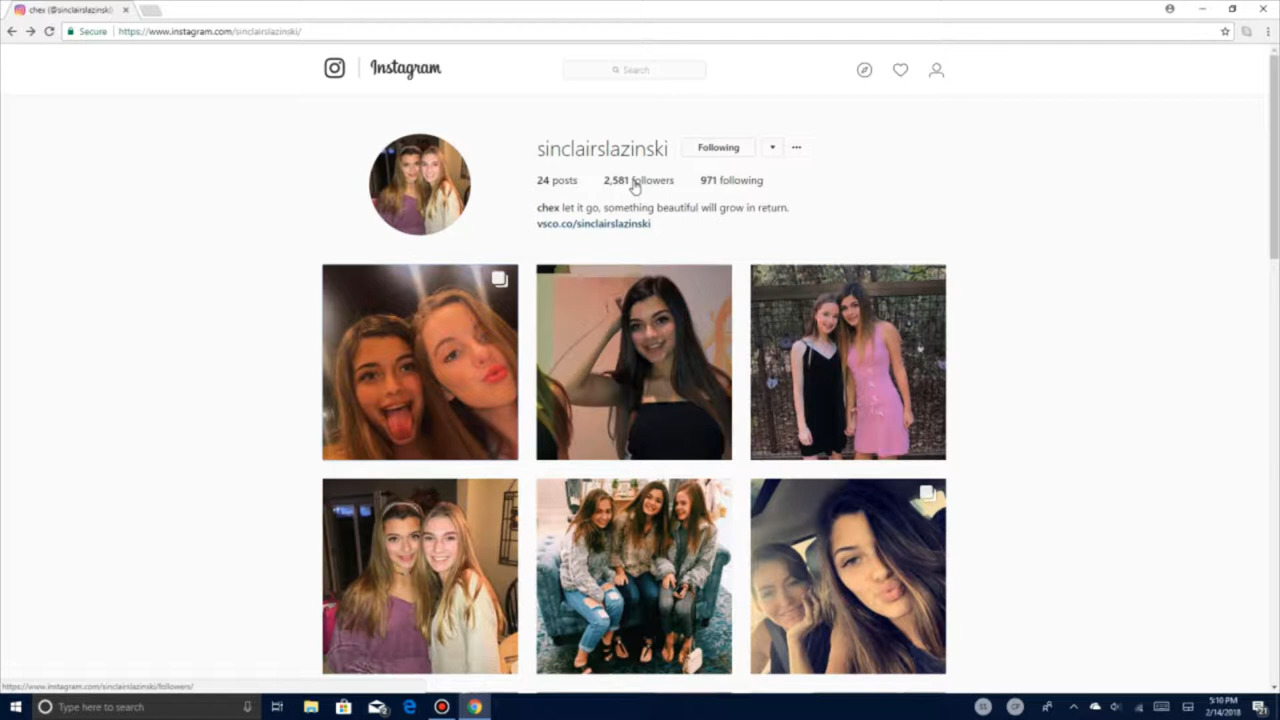 chex (@sinclairslazinski)
Secure https://www.instagram.com/sinclairslazinski/
Instagram
Search
sinclairslazinski Following
24 posts 2,581 followers 971 following
chex let it go, something beautiful will grow in return.
vsco.co/sinclairslazinski
https://www.instagram.com/sinclairslazinski/followers/
Type here to search
5:10 PM
2/14/2018
21